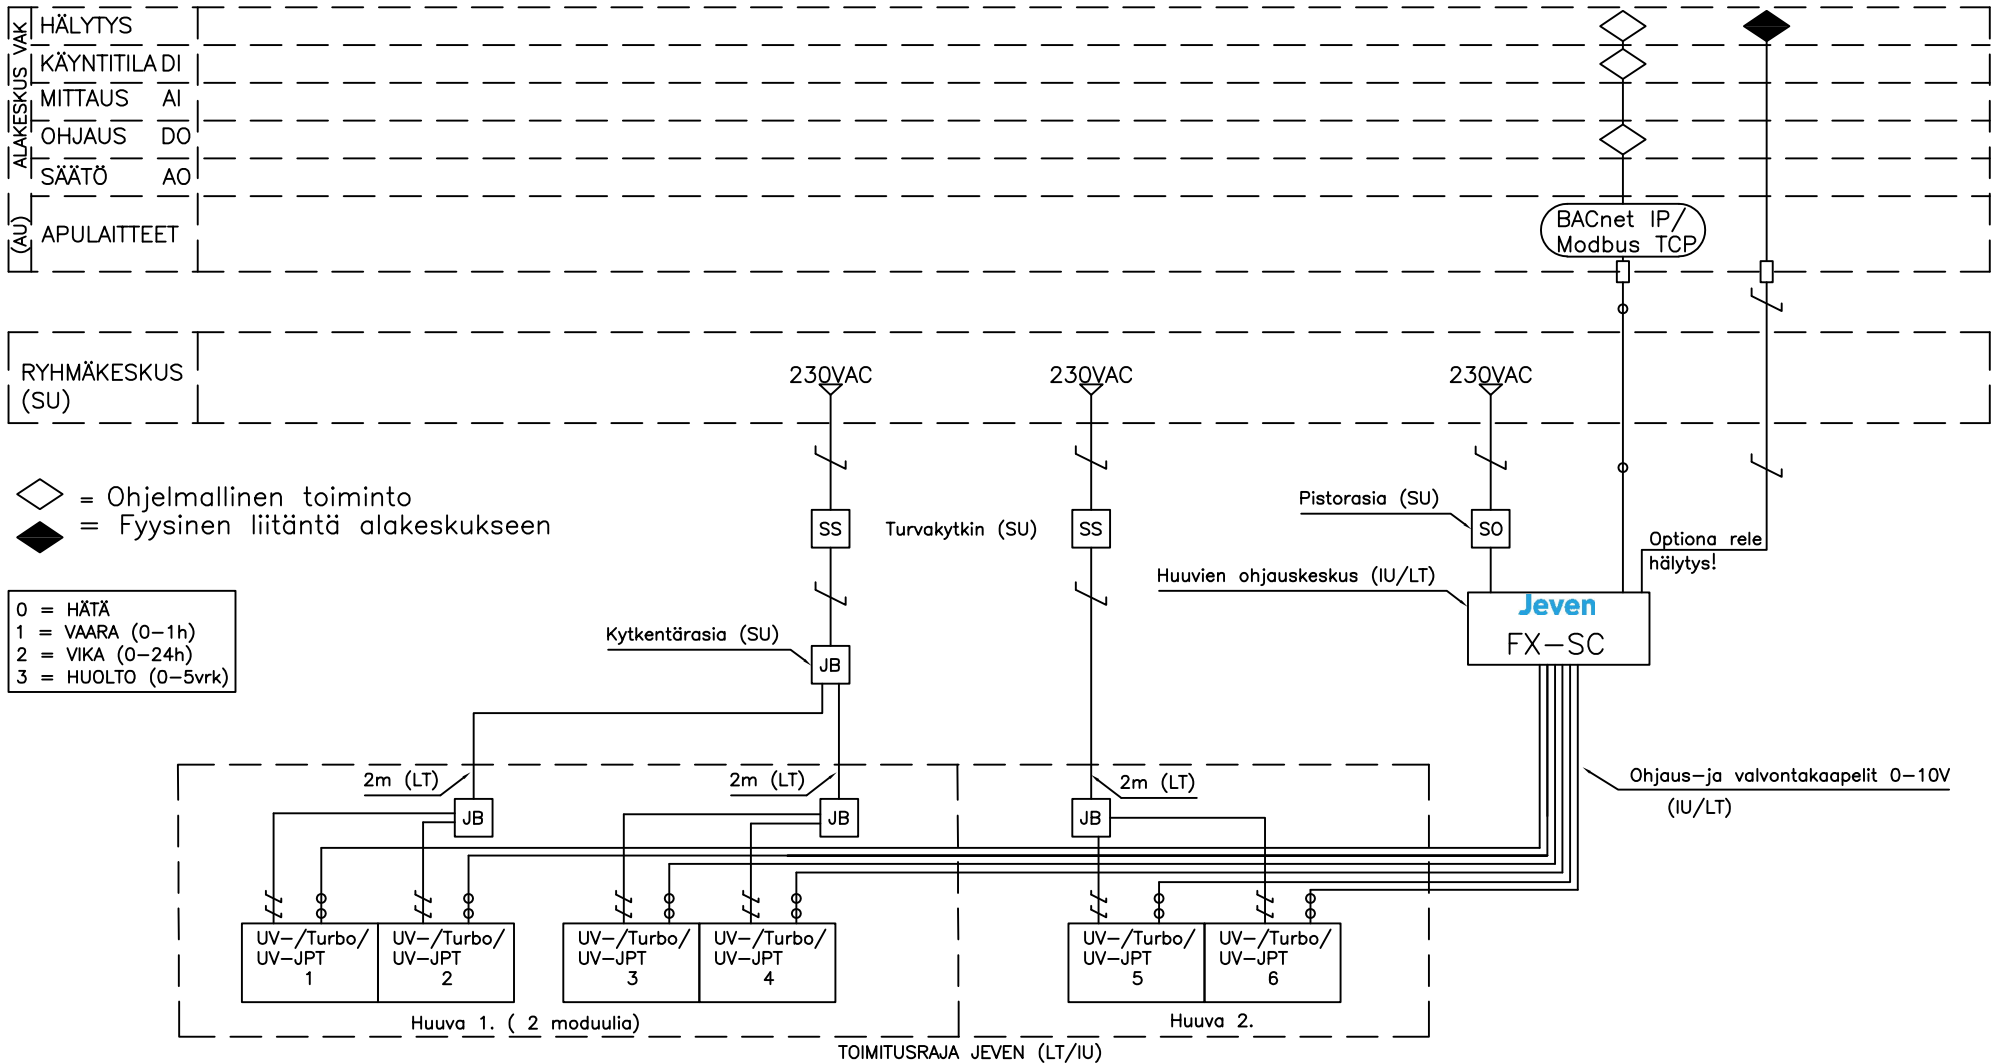 ALAKESKUS VAK
(AU)
HÄLYTYS
KÄYNTITILA DI
MITTAUS AI
OHJAUS DO
SÄÄTÖ AO
APULAITTEET
BACnet IP/
Modbus TCP
RYHMÄKESKUS
(SU)
230VAC
230VAC
230VAC
= Ohjelmallinen toiminto
= Fyysinen liitäntä alakeskukseen
0 = HÄTÄ
1 = VAARA (0-1h)
2 = VIKA (0-24h)
3 = HUOLTO (0-5vrk)
SS
Turvakytkin (SU)
SS
Pistorasia (SU)
SO
Optiona rele
hälytys!
Huuvien ohjauskeskus (IU/LT)
Jeven
FX-SC
Kytkentärasia (SU)
JB
2m (LT)
2m (LT)
2m (LT)
JB
JB
JB
Ohjaus-ja valvontakaapelit 0-10V
(IU/LT)
UV-/Turbo/
UV-JPT
1
UV-/Turbo/
UV-JPT
2
UV-/Turbo/
UV-JPT
3
UV-/Turbo/
UV-JPT
4
UV-/Turbo/
UV-JPT
5
UV-/Turbo/
UV-JPT
6
Huuva 1. ( 2 moduulia)
Huuva 2.
TOIMITUSRAJA JEVEN (LT/IU)